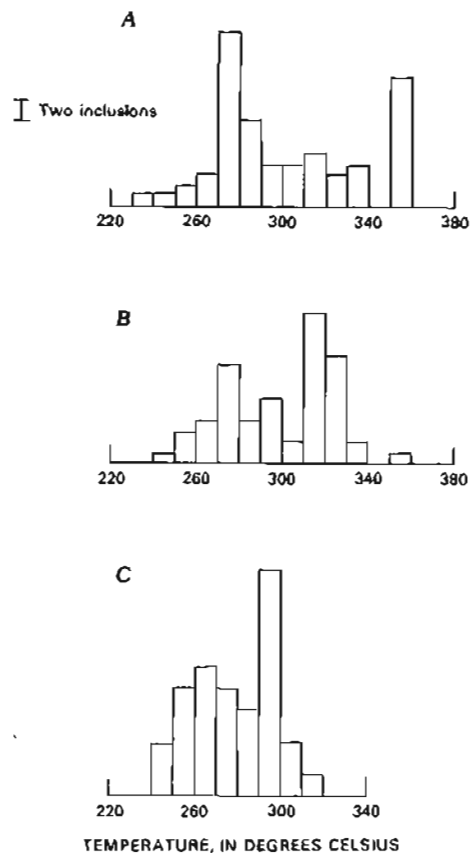 A
Two inclusions
220 260 300 340 380
B
220 260 300 340 380
C
220 260 300 340
TEMPERATURE, IN DEGREES CELSIUS